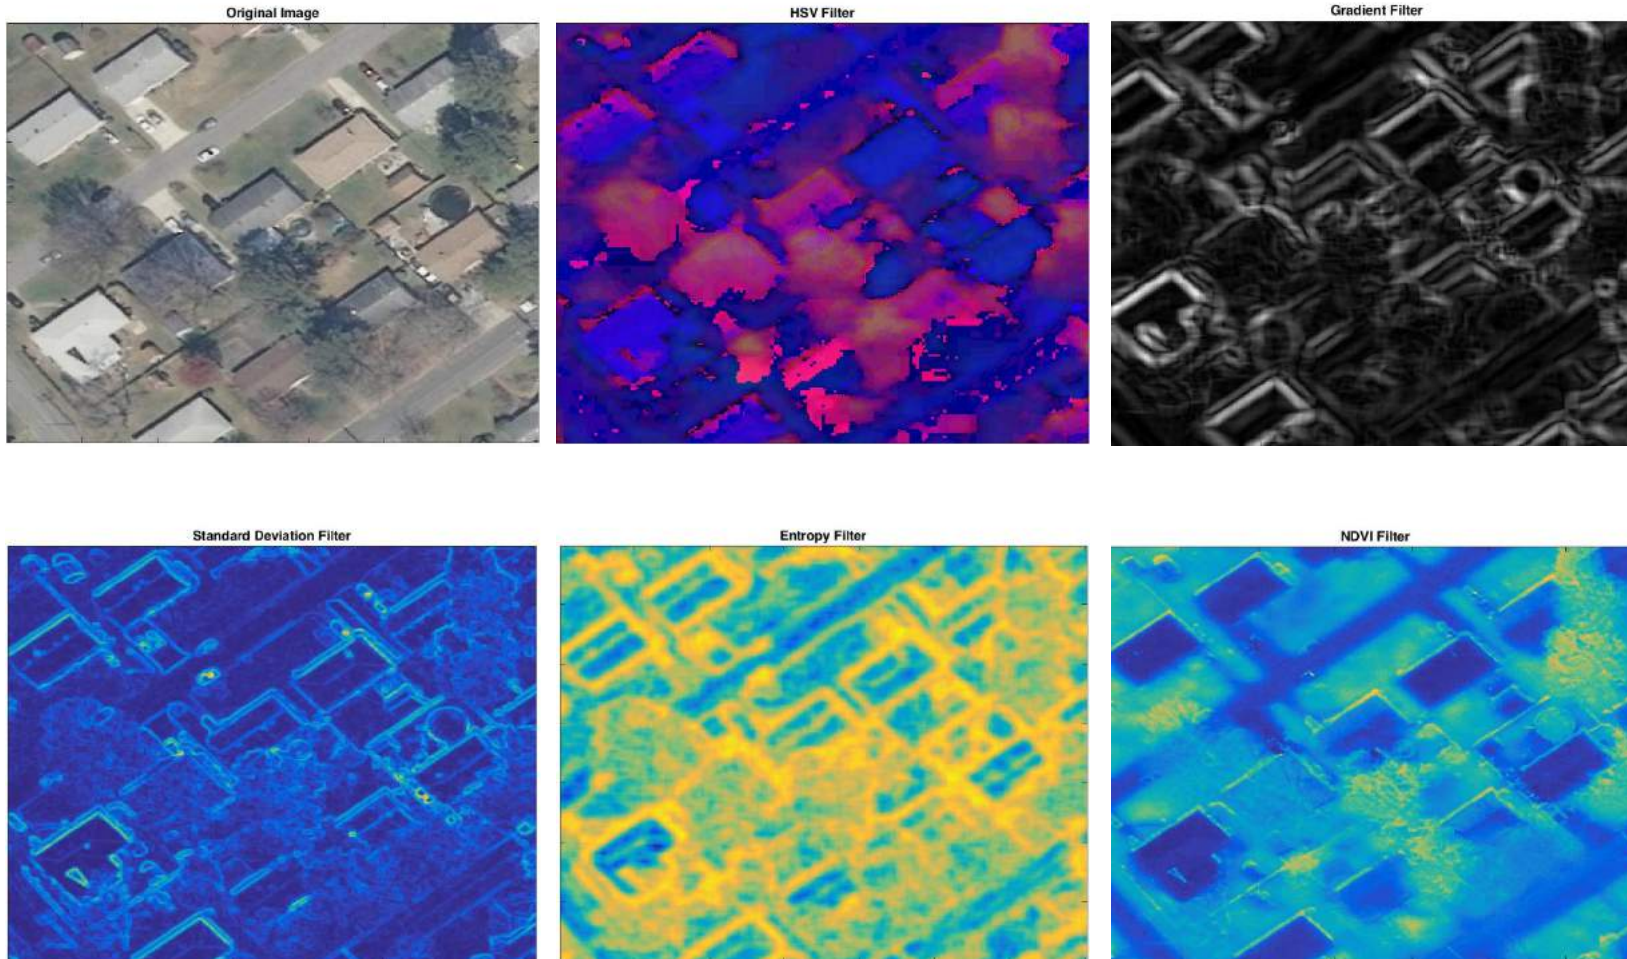 Original Image
HSV Filter
Gradient Filter
Standard Deviation Filter
Entropy Filter
NDVI Filter